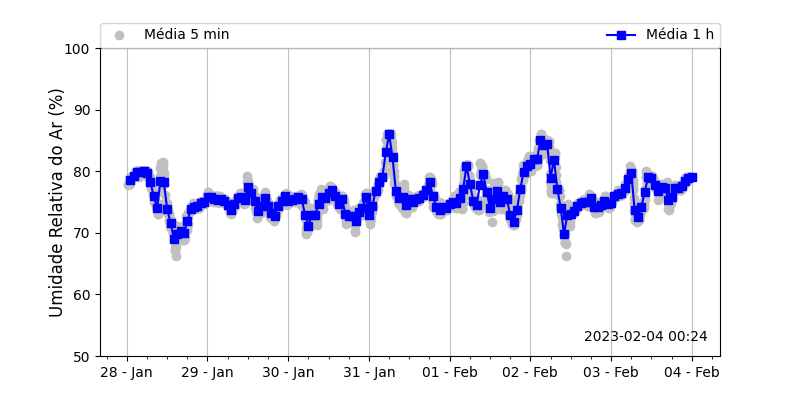 Média 5 min
Média 1 h
Umidade Relativa do Ar (%)
100
90
80
70
60
50
2023-02-04 00:24
28 - Jan
29 - Jan
30 - Jan
31 - Jan
01 - Feb
02 - Feb
03 - Feb
04 - Feb